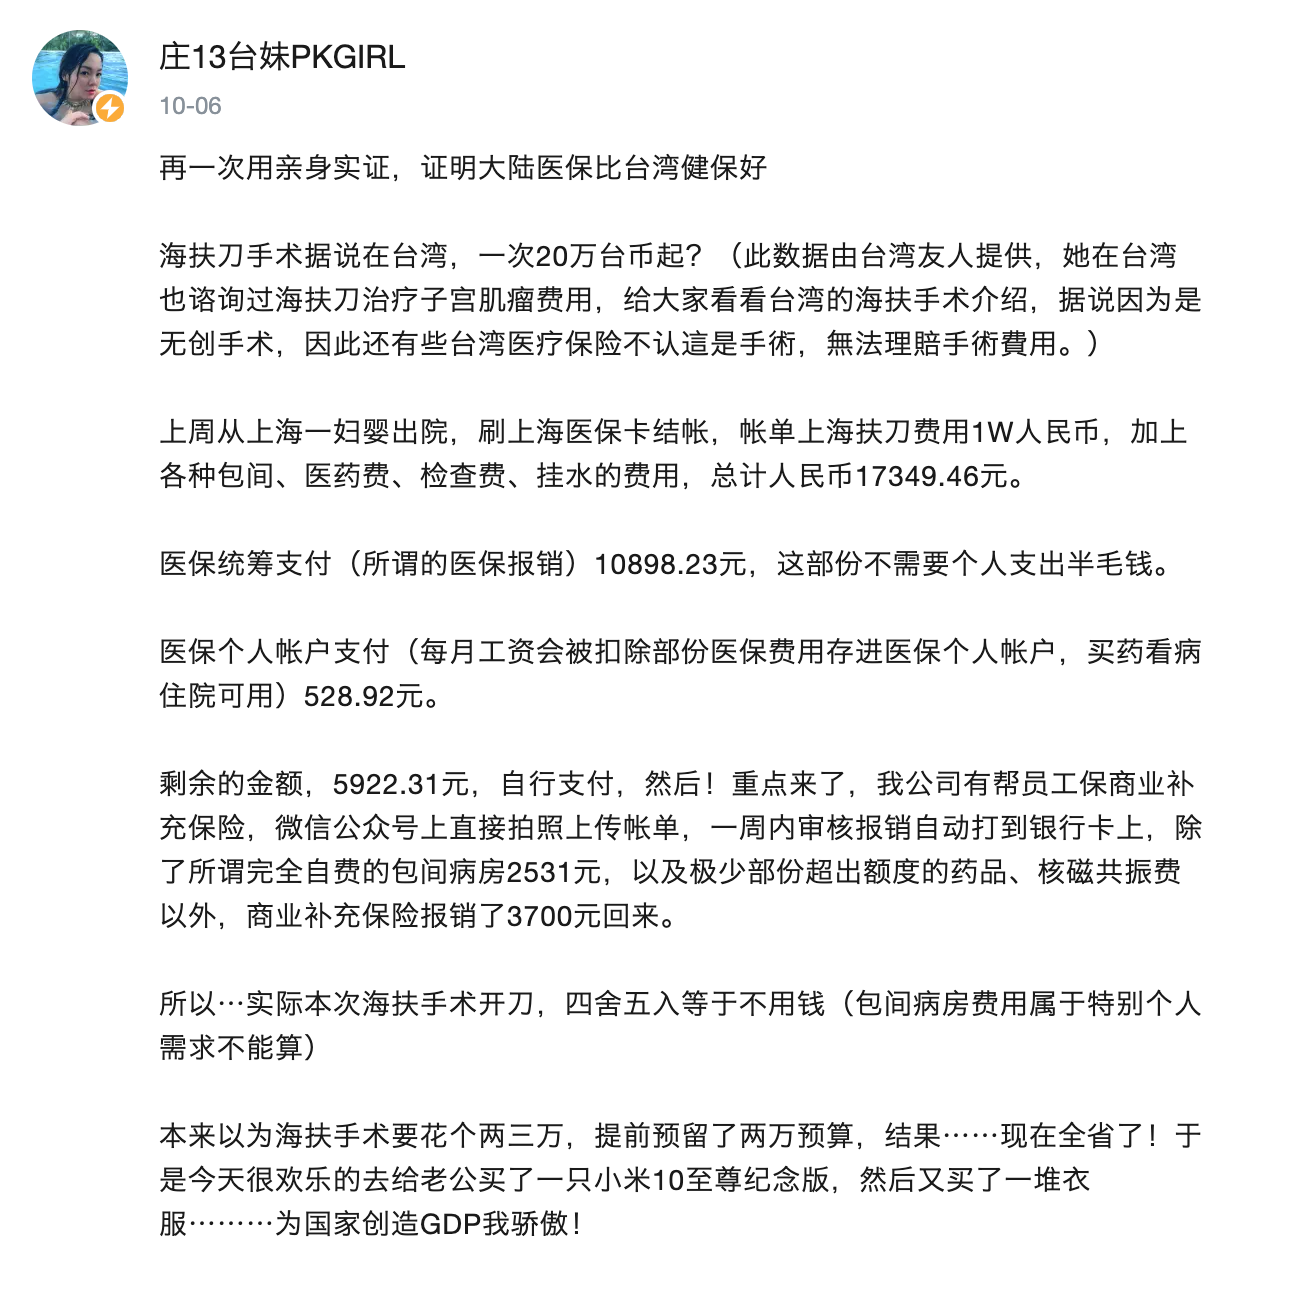 庄13台妹PKGIRL
10-06
再一次用亲身实证，证明大陆医保比台湾健保好
海扶刀手术据说在台湾，一次20万台币起？（此数据由台湾友人提供，她在台湾
也谘询过海扶刀治疗子宫肌瘤费用，给大家看看台湾的海扶手术介绍，据说因为是
无创手术，因此还有些台湾医疗保险不认這是手術，無法理賠手術費用。）
上周从上海一妇婴出院，刷上海医保卡结帐，帐单上海扶刀费用1W人民币，加上
各种包间、医药费、检查费、挂水的费用，总计人民币17349.46元。
医保统筹支付（所谓的医保报销）10898.23元，这部份不需要个人支出半毛钱。
医保个人帐户支付（每月工资会被扣除部份医保费用存进医保个人帐户，买药看病
住院可用）528.92元。
剩余的金额，5922.31元，自行支付，然后！重点来了，我公司有帮员工保商业补
充保险，微信公众号上直接拍照上传帐单，一周内审核报销自动打到银行卡上，除
了所谓完全自费的包间病房2531元，以及极少部份超出额度的药品、核磁共振费
以外，商业补充保险报销了3700元回来。
所以…实际本次海扶手术开刀，四舍五入等于不用钱（包间病房费用属于特别个人
需求不能算）
本来以为海扶手术要花个两三万，提前预留了两万预算，结果……现在全省了！于
是今天很欢乐的去给老公买了一只小米10至尊纪念版，然后又买了一堆衣
服………为国家创造GDP我骄傲！